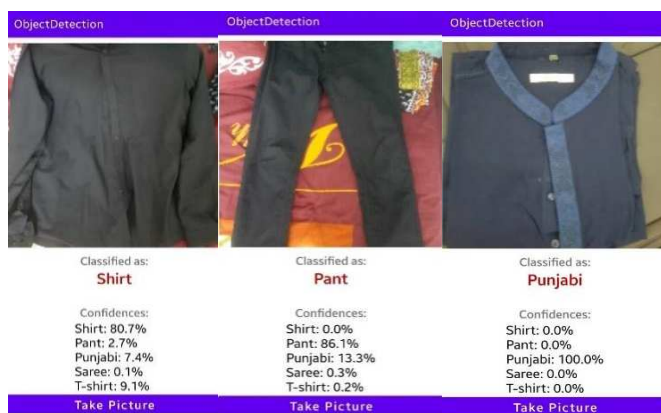 ObjectDetection
Classified as:
Shirt
Confidences:
Shirt: 80.7%
Pant: 2.7%
Punjabi: 7.4%
Saree: 0.1%
T-shirt: 9.1%
Take Picture
ObjectDetection
Classified as:
Pant
Confidences:
Shirt: 0.0%
Pant: 86.1%
Punjabi: 13.3%
Saree: 0.3%
T-shirt: 0.2%
Take Picture
ObjectDetection
Classified as:
Punjabi
Confidences:
Shirt: 0.0%
Pant: 0.0%
Punjabi: 100.0%
Saree: 0.0%
T-shirt: 0.0%
Take Picture